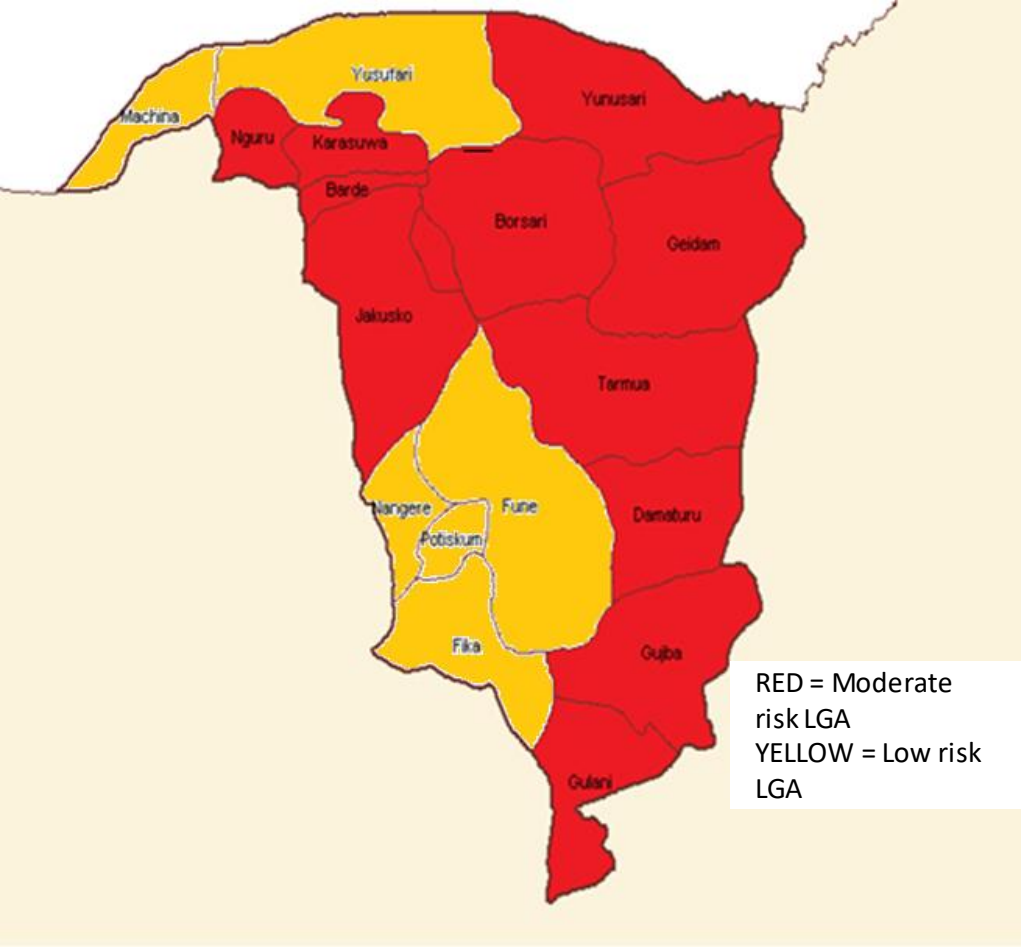 Yusufari
Yunusari
Machina
Nguru
Karasuwa
Barde
Borsari
Geidam
Jakusko
Tarmua
Nangere
Fune
Damaturu
Potiskum
Fika
Gujba
RED = Moderate
risk LGA
YELLOW = Low risk
LGA
Gulani